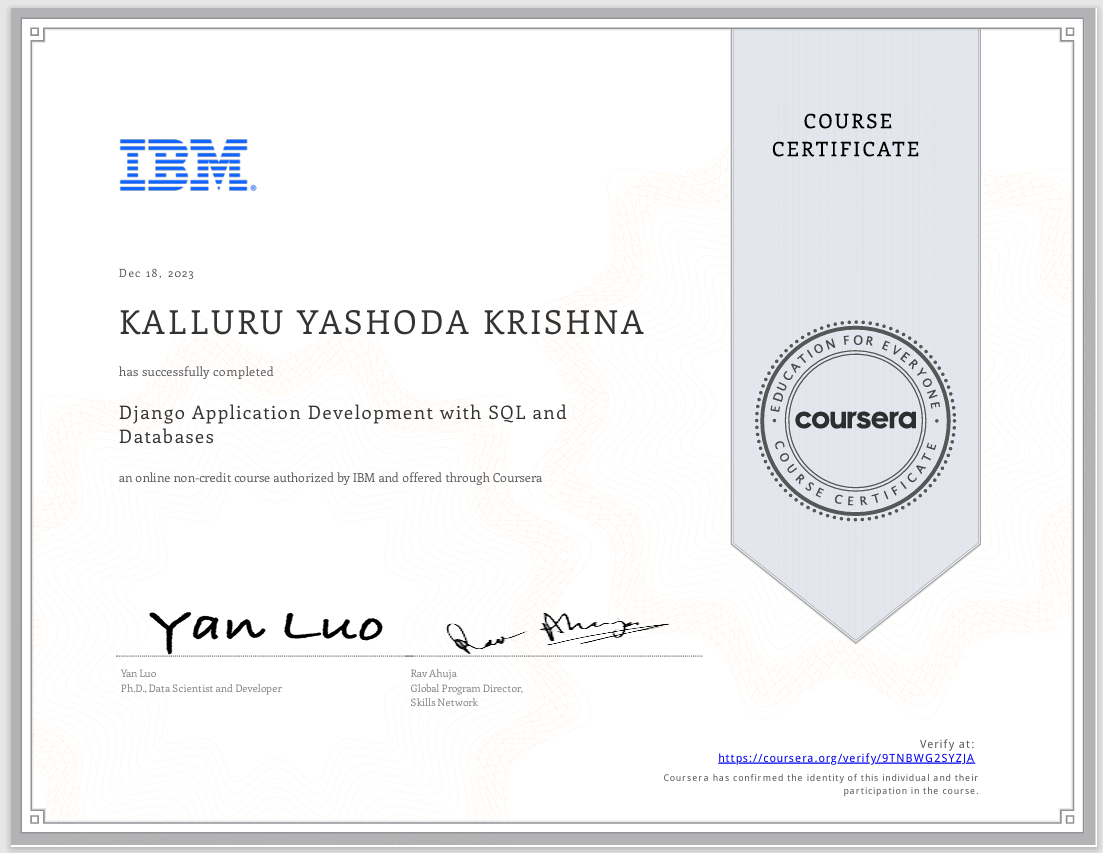 COURSE
CERTIFICATE
IBM®
Dec 18, 2023
KALLURU YASHODA KRISHNA
has successfully completed
Django Application Development with SQL and
Databases
an online non-credit course authorized by IBM and offered through Coursera
• EDUCATION FOR EVERYONE •
coursera
COURSE CERTIFICATE
Yan Luo
Rav Ahuja
Yan Luo
Ph.D., Data Scientist and Developer
Rav Ahuja
Global Program Director,
Skills Network
Verify at:
https://coursera.org/verify/9TNBWG2SYZJA
Coursera has confirmed the identity of this individual and their
participation in the course.